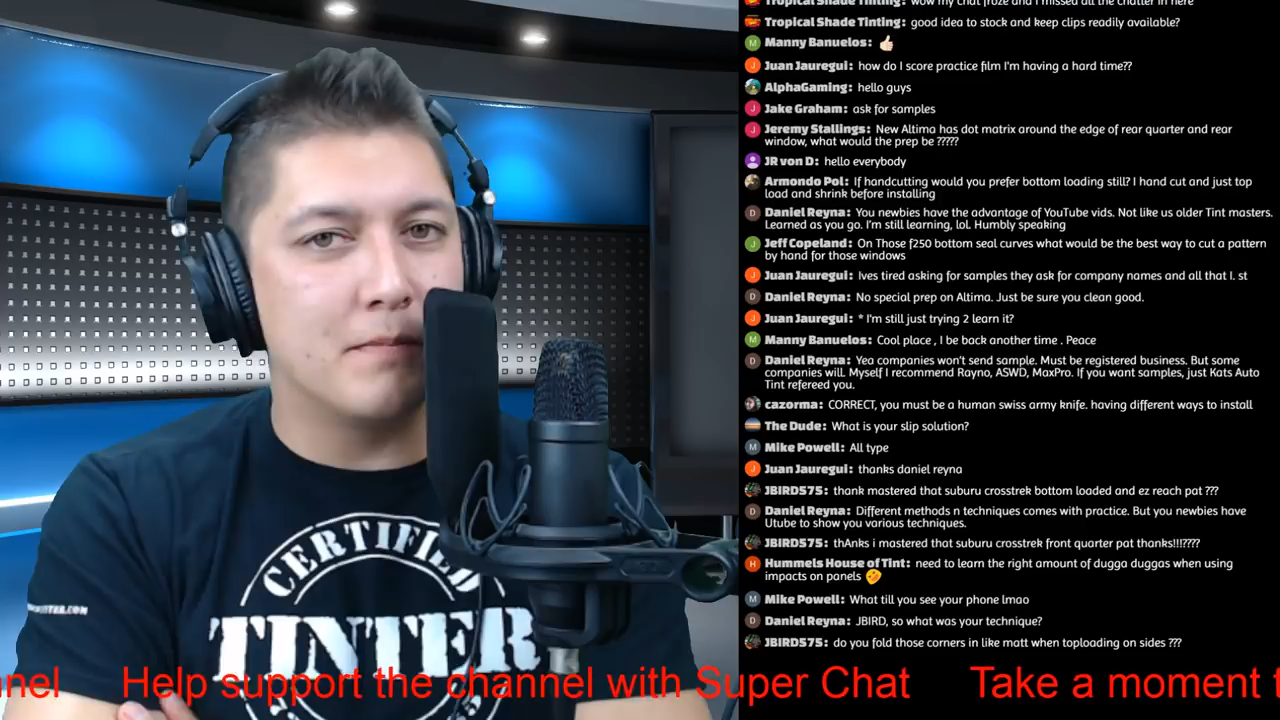 Tropical Shade Tinting: wow my chat froze and I missed all the chatter in here
Tropical Shade Tinting: good idea to stock and keep clips readily available?
M Manny Banuelos: 👍🏻
J Juan Jauregui: how do I score practice film I'm having a hard time??
AlphaGaming: hello guys
J Jake Graham: ask for samples
J Jeremy Stallings: New Altima has dot matrix around the edge of rear quarter and rear
window, what would the prep be ?????
JR von D: hello everybody
Armondo Pol: If handcutting would you prefer bottom loading still? I hand cut and just top
load and shrink before installing
D Daniel Reyna: You newbies have the advantage of YouTube vids. Not like us older Tint masters.
Learned as you go. I'm still learning, lol. Humbly speaking
Jeff Copeland: On Those f250 bottom seal curves what would be the best way to cut a pattern
by hand for those windows
J Juan Jauregui: Ives tired asking for samples they ask for company names and all that I. st
D Daniel Reyna: No special prep on Altima. Just be sure you clean good.
J Juan Jauregui: * I'm still just trying 2 learn it?
M Manny Banuelos: Cool place , I be back another time . Peace
D Daniel Reyna: Yea companies won't send sample. Must be registered business. But some
companies will. Myself I recommend Rayno, ASWD, MaxPro. If you want samples, just Kats Auto
Tint refereed you.
cazorma: CORRECT, you must be a human swiss army knife. having different ways to install
The Dude: What is your slip solution?
M Mike Powell: All type
J Juan Jauregui: thanks daniel reyna
JBIRD575: thank mastered that suburu crosstrek bottom loaded and ez reach pat ???
D Daniel Reyna: Different methods n techniques comes with practice. But you newbies have
Utube to show you various techniques.
JBIRD575: thAnks i mastered that suburu crosstrek front quarter pat thanks!!!????
H Hummels House of Tint: need to learn the right amount of dugga duggas when using
impacts on panels
M Mike Powell: What till you see your phone lmao
D Daniel Reyna: JBIRD, so what was your technique?
JBIRD575: do you fold those corners in like matt when toploading on sides ???
CERTIFIED
TINTER
nnel Help support the channel with Super Chat Take a moment t